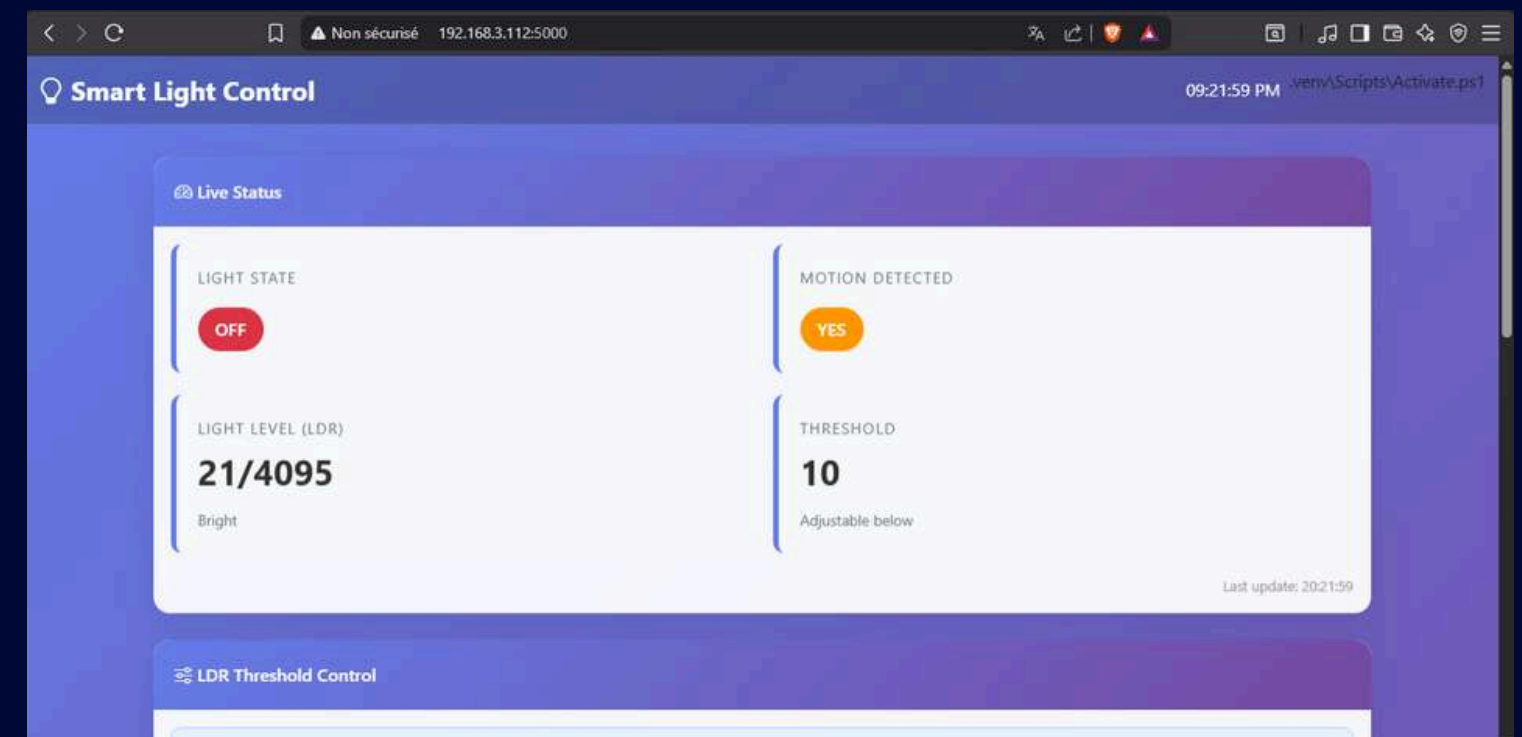 Non sécurisé 192.168.3.112:5000
Smart Light Control
09:21:59 PM .venv\Scripts\Activate.ps1
Live Status
LIGHT STATE
OFF
MOTION DETECTED
YES
LIGHT LEVEL (LDR)
21/4095
Bright
THRESHOLD
10
Adjustable below
Last update: 20:21:59
LDR Threshold Control